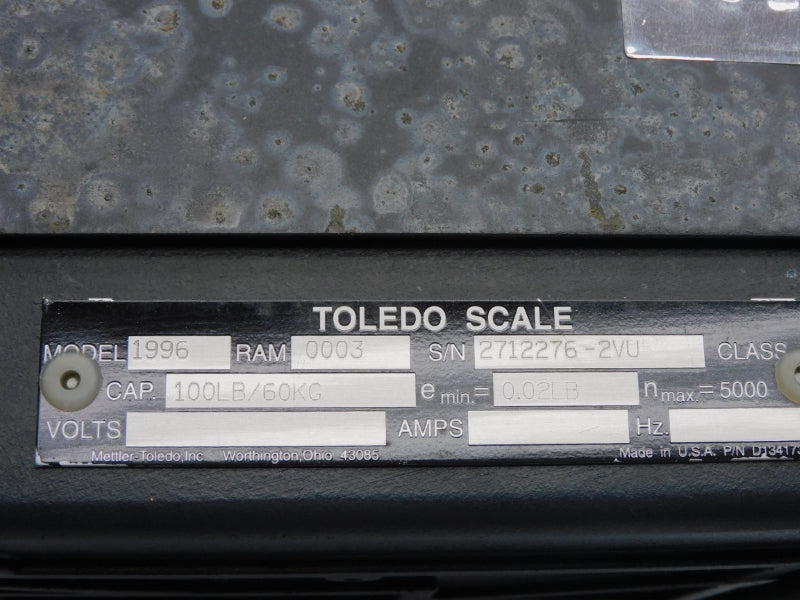 TOLEDO SCALE
MODEL 1996 RAM 0003 S/N 2712276-2VU CLASS
CAP. 100LB/60KG e min.= 0.02LB n max.= 5000
VOLTS AMPS Hz.
Mettler-Toledo,Inc. Worthington,Ohio 43085 Made in U.S.A. P/N